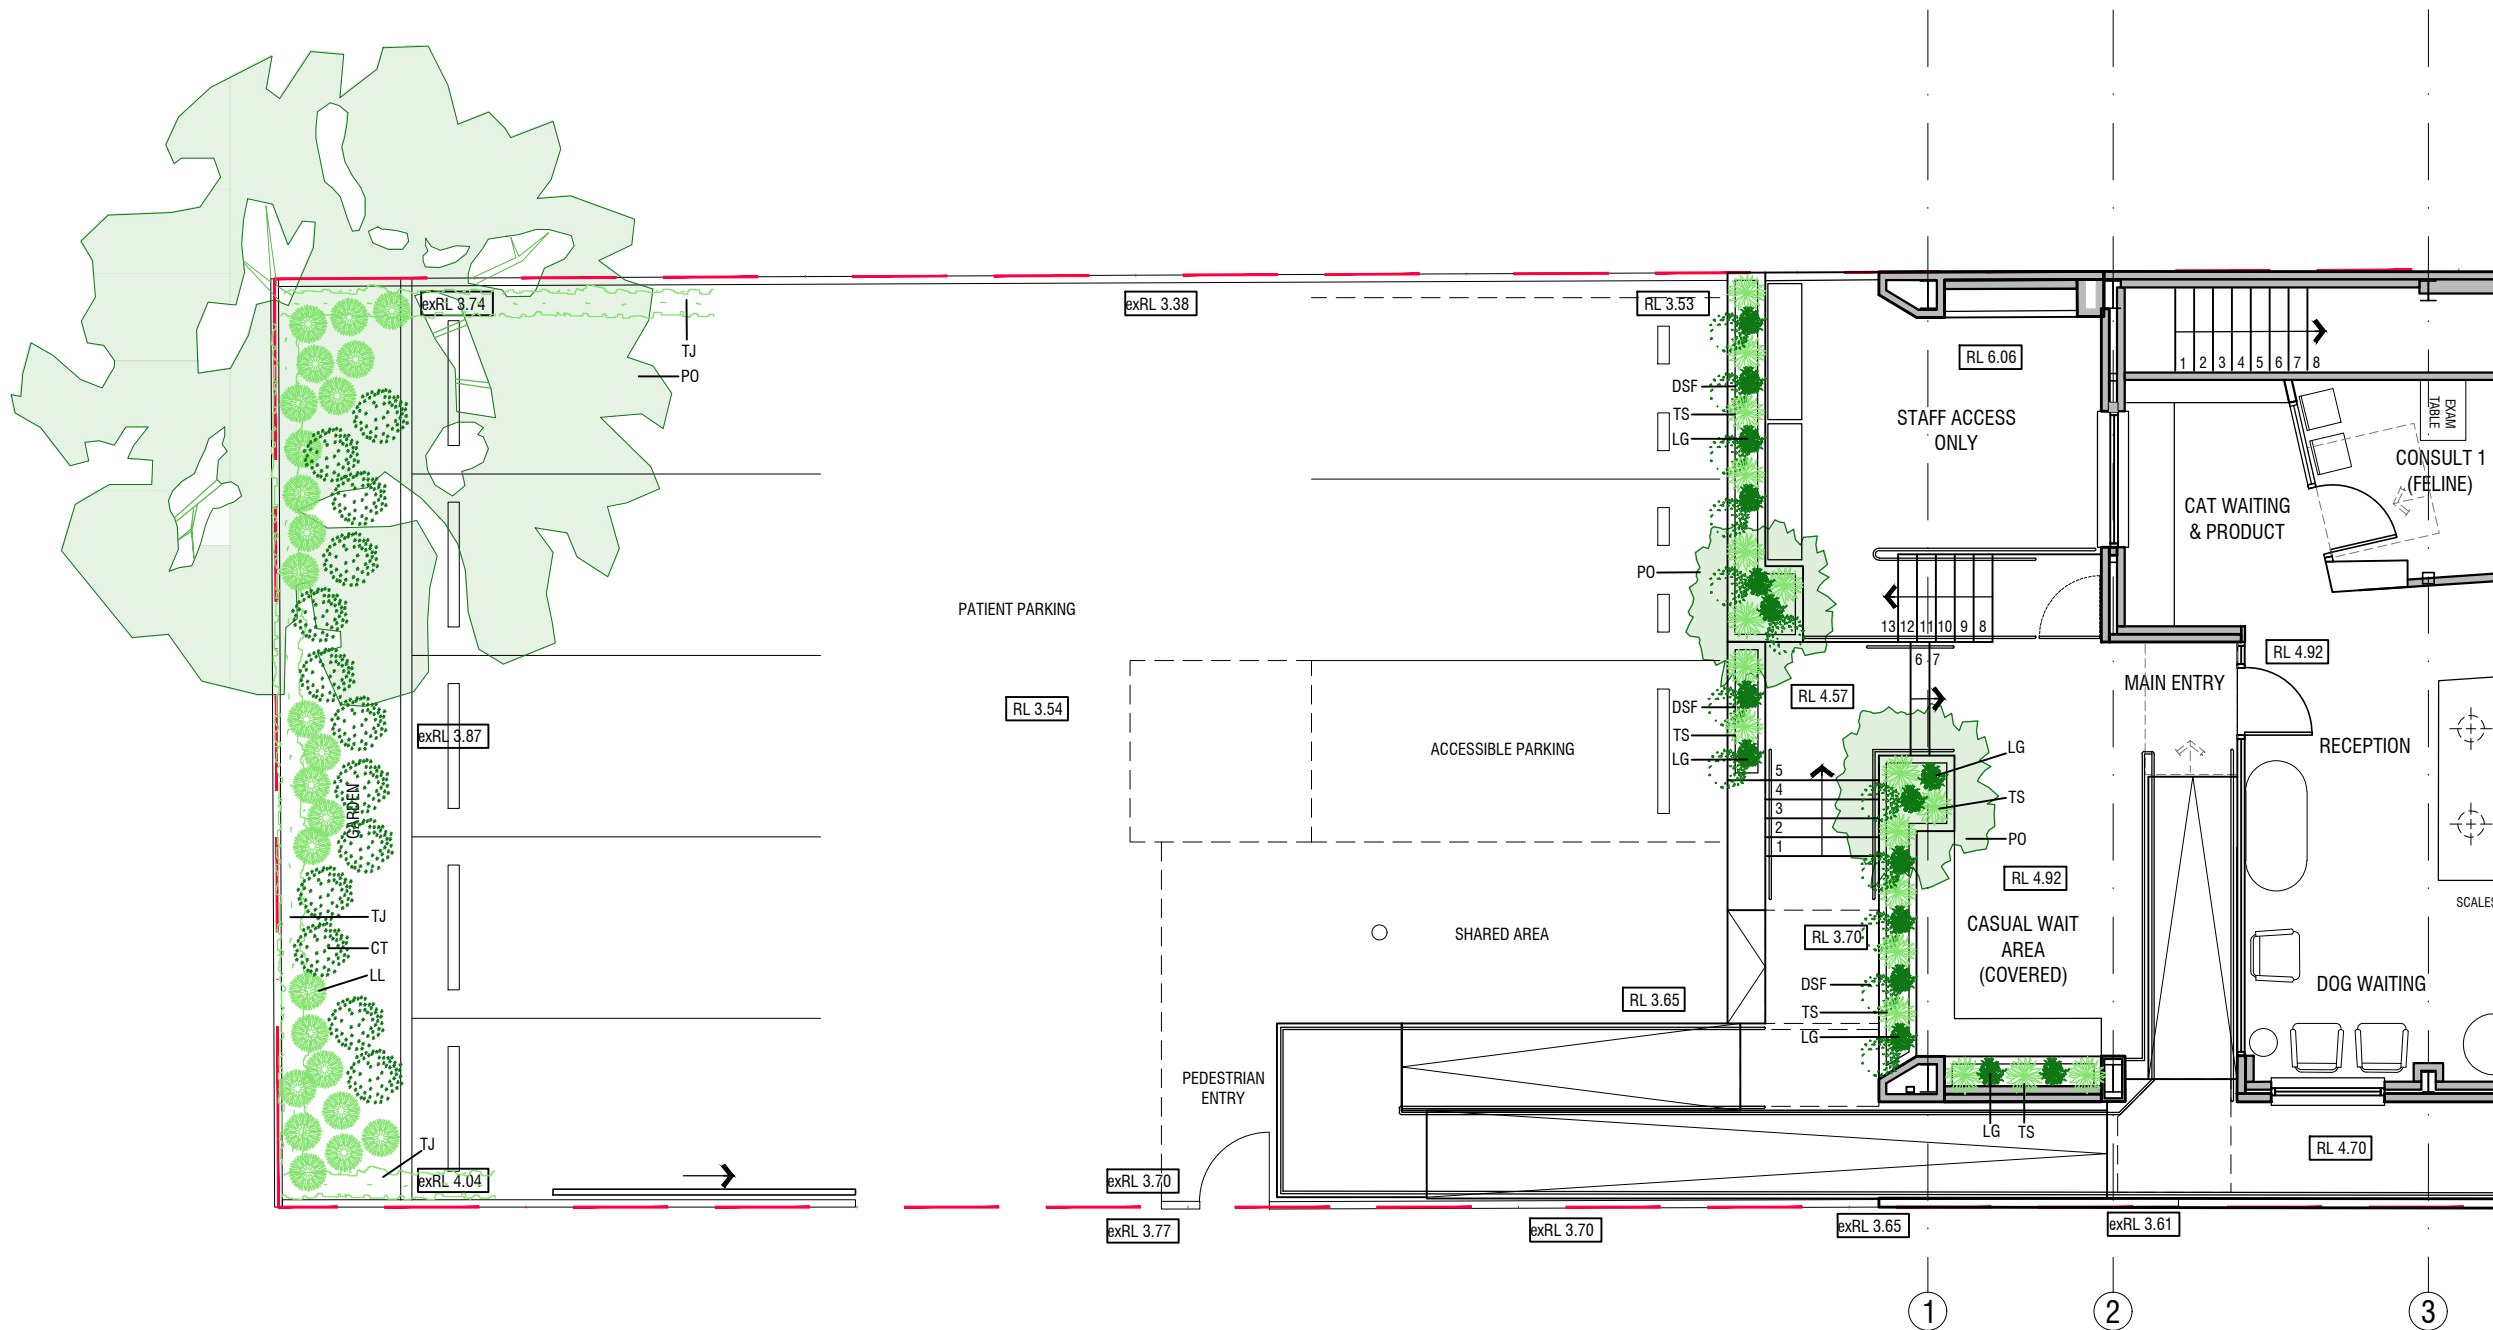 exRL 3.74
exRL 3.38
RL 3.53
TJ
PO
RL 6.06
1 2 3 4 5 6 7 8
DSF
TS
LG
STAFF ACCESS
ONLY
EXAM
TABLE
CONSULT 1
(FELINE)
CAT WAITING
& PRODUCT
PO
PATIENT PARKING
13 12 11 10 9 8
6 7
RL 4.92
MAIN ENTRY
RL 4.57
RL 3.54
DSF
TS
LG
exRL 3.87
ACCESSIBLE PARKING
LG
RECEPTION
5
4
3
2
1
TS
GARDEN
PO
RL 4.92
SCALES
TJ
CT
LL
SHARED AREA
RL 3.70
CASUAL WAIT
AREA
(COVERED)
DSF
TS
LG
DOG WAITING
RL 3.65
PEDESTRIAN
ENTRY
LG
TS
TJ
RL 4.70
exRL 4.04
exRL 3.70
exRL 3.77
exRL 3.70
exRL 3.65
exRL 3.61
1
2
3